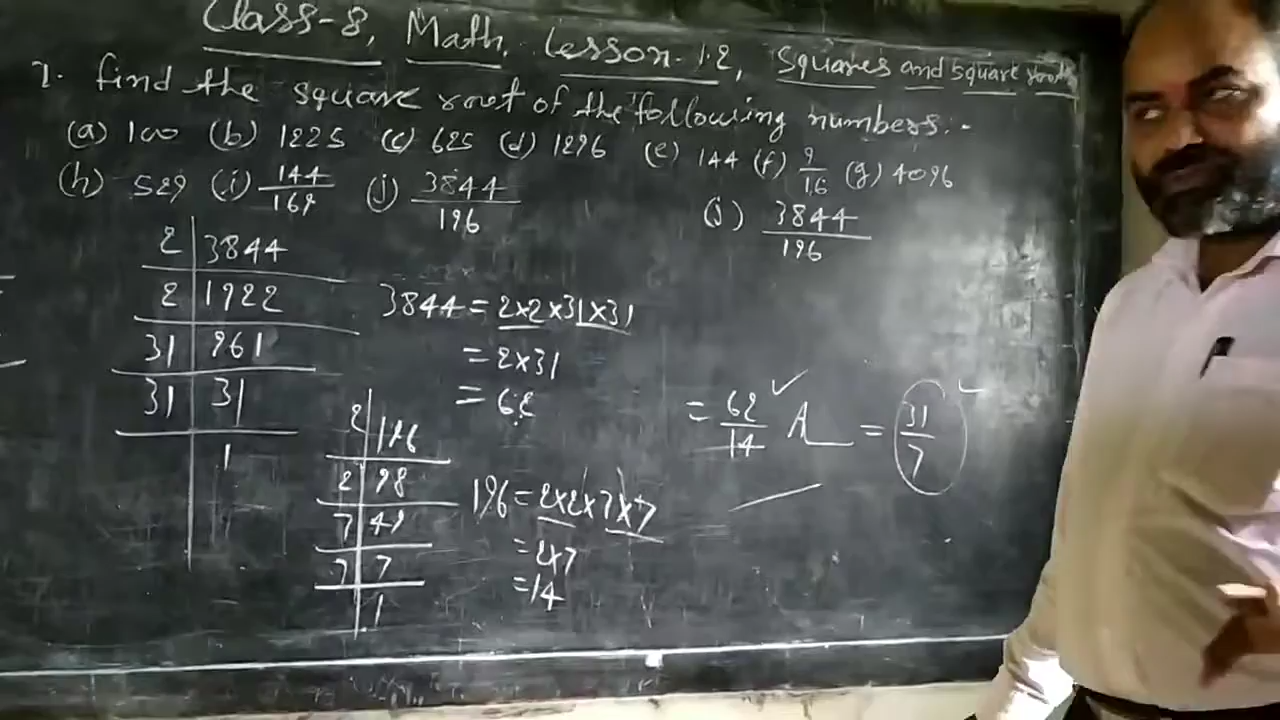 Class-8, Math, Lesson-1.2, Squares and square roots
1. find the square root of the following numbers:-
(a) 100 (b) 1225 (c) 625 (d) 1296 (e) 144 (f) 9/16 (g) 4096
(h) 529 (i) 144/169 (j) 3844/196
(j) 3844/196
2 | 3844
2 | 1922
31 | 961
31 | 31
1
3844 = 2×2×31×31
= 2×31
= 62
2 | 196
2 | 98
7 | 49
7 | 7
1
196 = 2×2×7×7
= 2×7
= 14
= 62/14 = 31/7